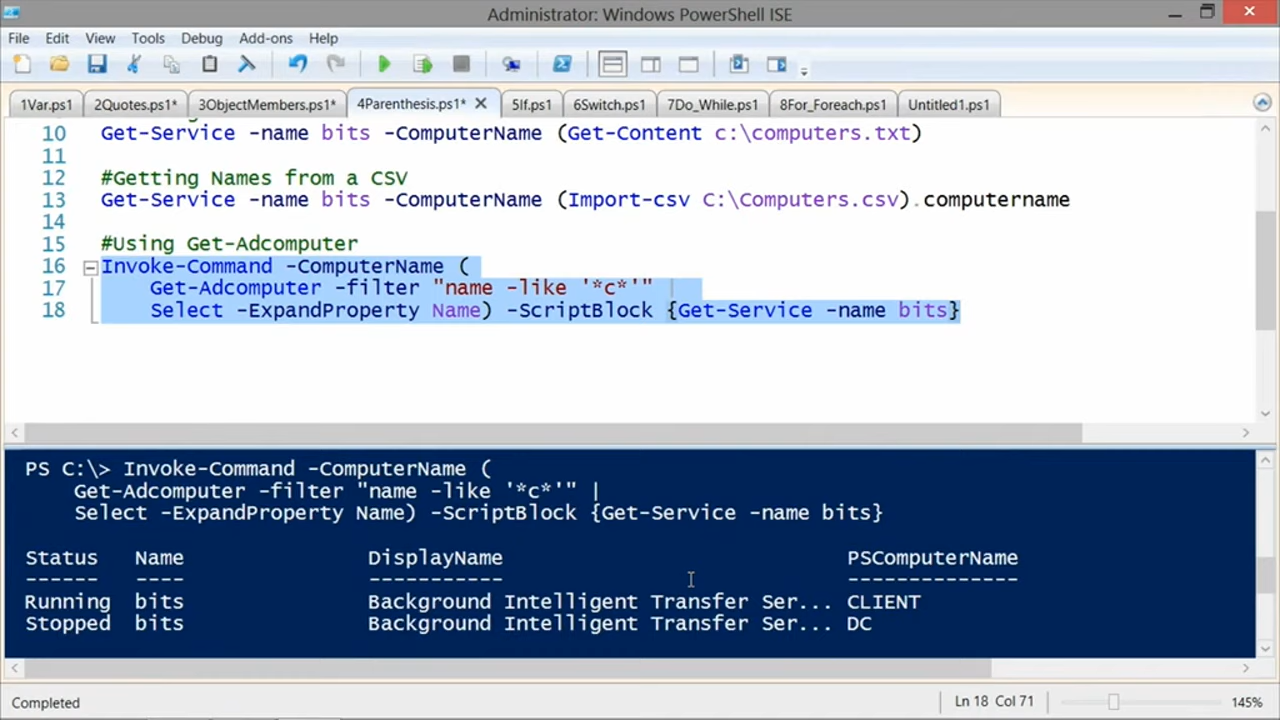 Administrator: Windows PowerShell ISE
File Edit View Tools Debug Add-ons Help
1Var.ps1 2Quotes.ps1* 3ObjectMembers.ps1* 4Parenthesis.ps1* 5If.ps1 6Switch.ps1 7Do_While.ps1 8For_Foreach.ps1 Untitled1.ps1
10 Get-Service -name bits -ComputerName (Get-Content c:\computers.txt)
11
12 #Getting Names from a CSV
13 Get-Service -name bits -ComputerName (Import-csv C:\Computers.csv).computername
14
15 #Using Get-Adcomputer
16 Invoke-Command -ComputerName (
17     Get-Adcomputer -filter "name -like '*c*'" |
18     Select -ExpandProperty Name) -ScriptBlock {Get-Service -name bits}
PS C:\> Invoke-Command -ComputerName (
    Get-Adcomputer -filter "name -like '*c*'" |
    Select -ExpandProperty Name) -ScriptBlock {Get-Service -name bits}
Status Name DisplayName PSComputerName
------ ---- ----------- --------------
Running bits Background Intelligent Transfer Ser... CLIENT
Stopped bits Background Intelligent Transfer Ser... DC
Completed Ln 18 Col 71 145%